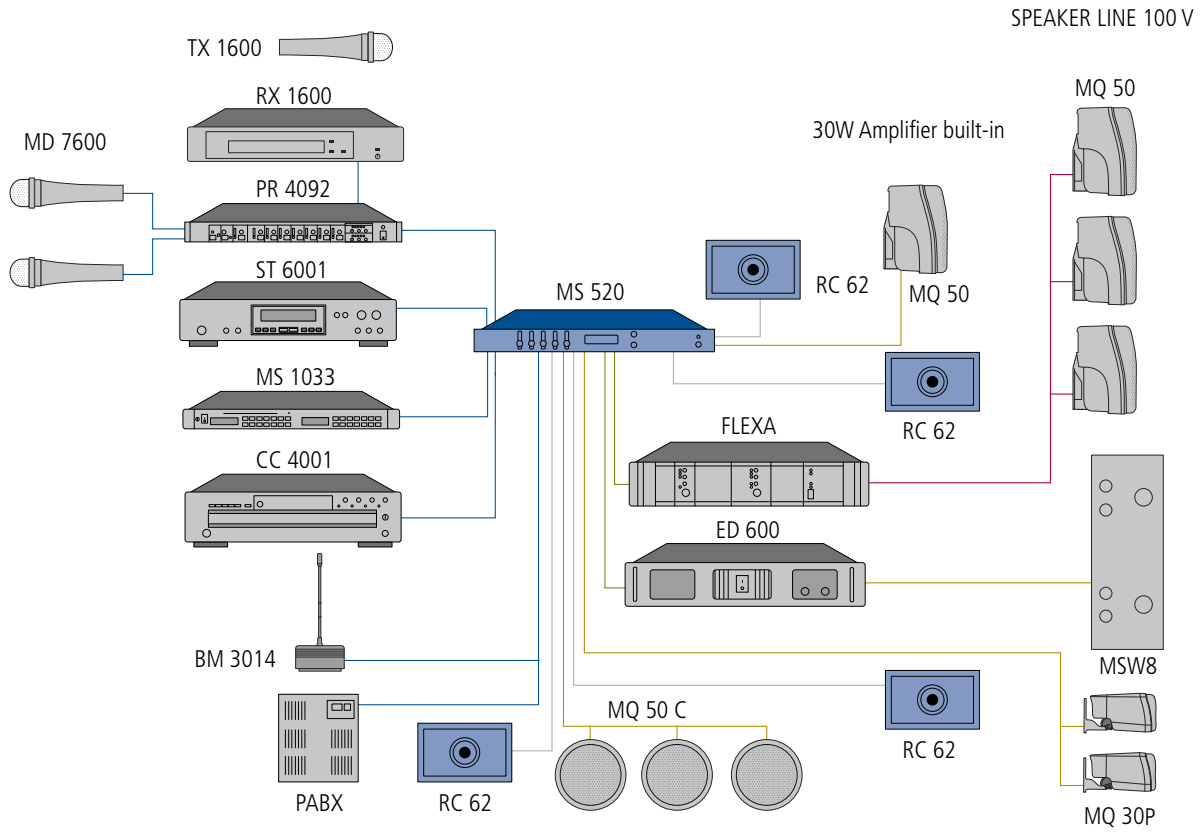 SPEAKER LINE 100 V
TX 1600
RX 1600
MQ 50
MD 7600
30W Amplifier built-in
PR 4092
ST 6001
MS 520
RC 62
MQ 50
MS 1033
RC 62
FLEXA
CC 4001
ED 600
BM 3014
MSW8
MQ 50 C
RC 62
PABX
RC 62
MQ 30P